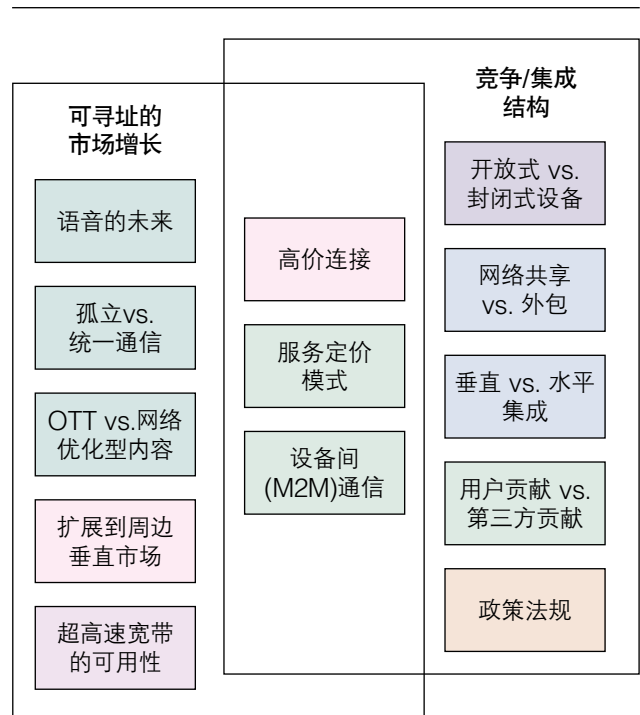 可寻址的
市场增长
语音的未来
孤立vs.
统一通信
OTT vs.网络
优化型内容
扩展到周边
垂直市场
超高速宽带
的可用性
高价连接
服务定价
模式
设备间
(M2M)通信
竞争/集成
结构
开放式 vs.
封闭式设备
网络共享
vs. 外包
垂直 vs. 水平
集成
用户贡献 vs.
第三方贡献
政策法规